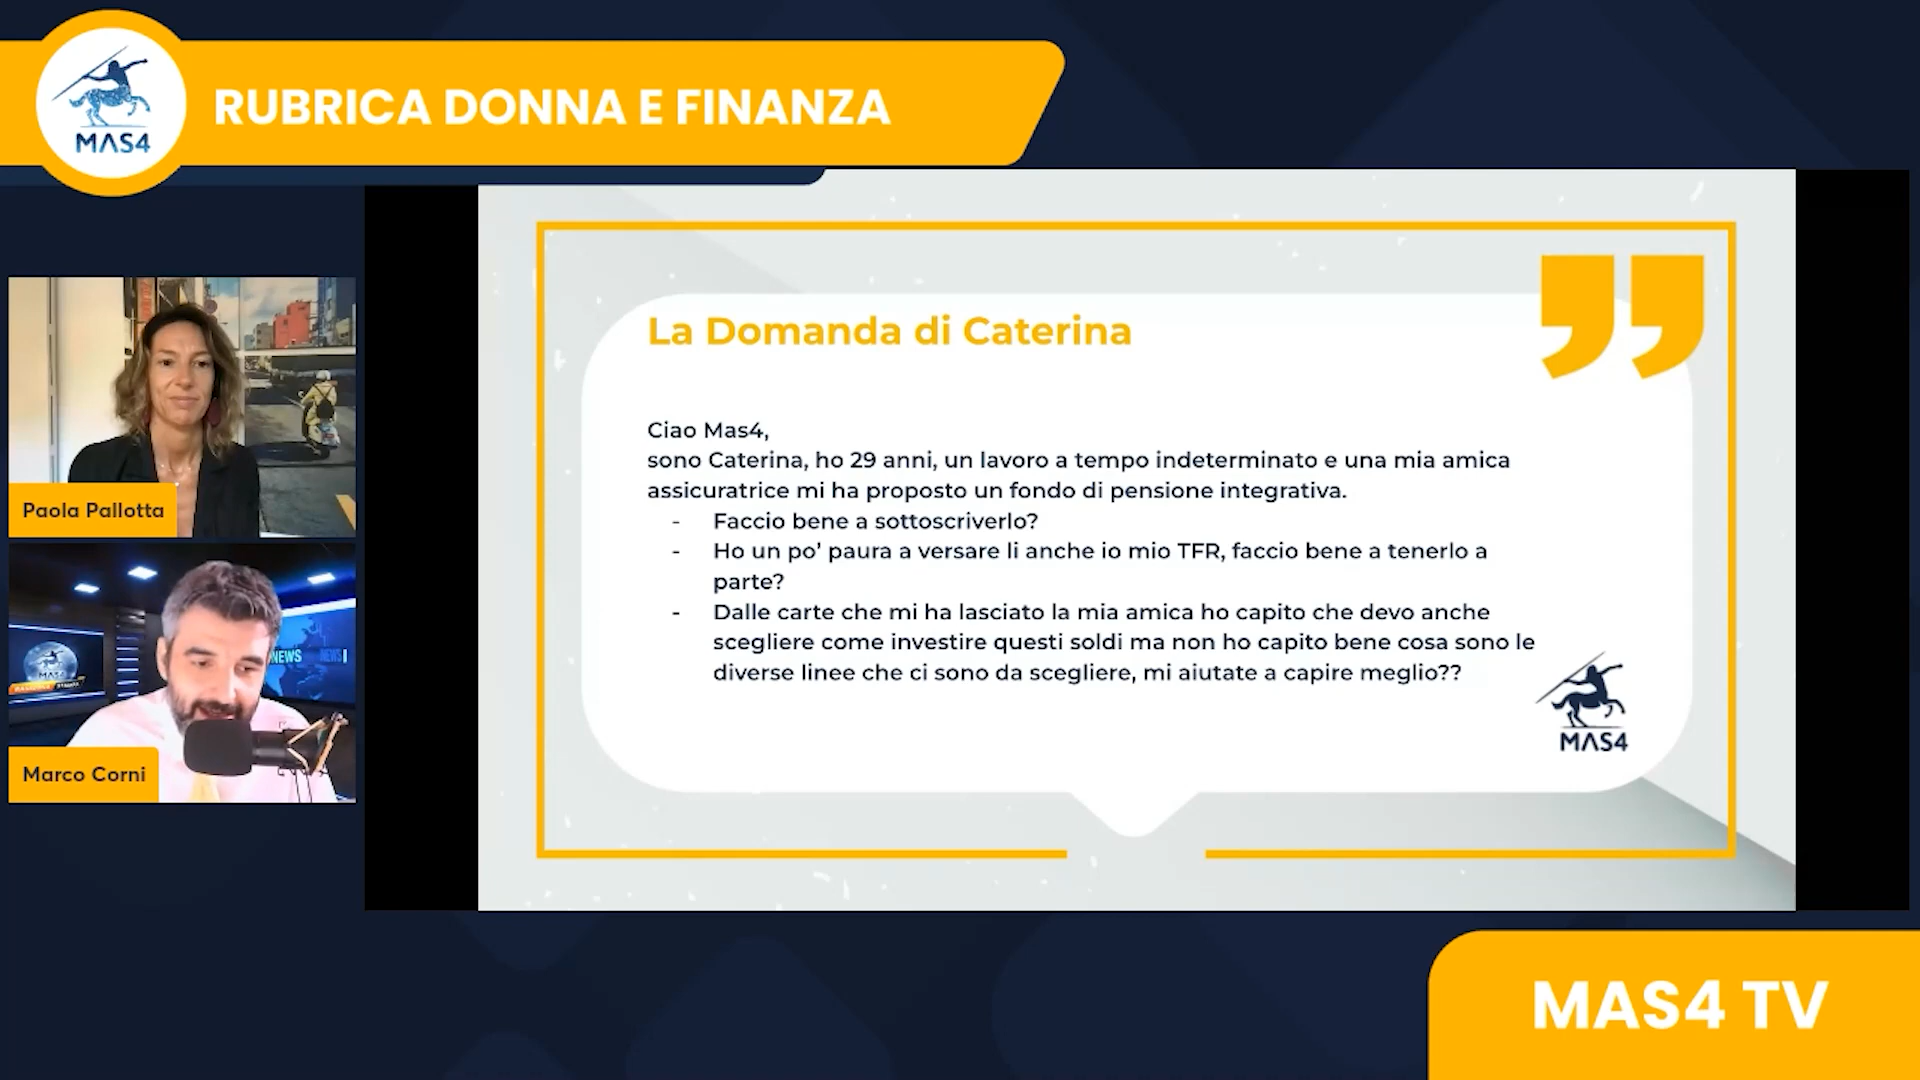 MAS4
RUBRICA DONNA E FINANZA
La Domanda di Caterina
Ciao Mas4,
sono Caterina, ho 29 anni, un lavoro a tempo indeterminato e una mia amica
assicuratrice mi ha proposto un fondo di pensione integrativa.
- Faccio bene a sottoscriverlo?
- Ho un po’ paura a versare li anche io mio TFR, faccio bene a tenerlo a
parte?
- Dalle carte che mi ha lasciato la mia amica ho capito che devo anche
scegliere come investire questi soldi ma non ho capito bene cosa sono le
diverse linee che ci sono da scegliere, mi aiutate a capire meglio??
MAS4
Paola Pallotta
NEWS
NEWS
MAS4
Marco Corni
MAS4 TV